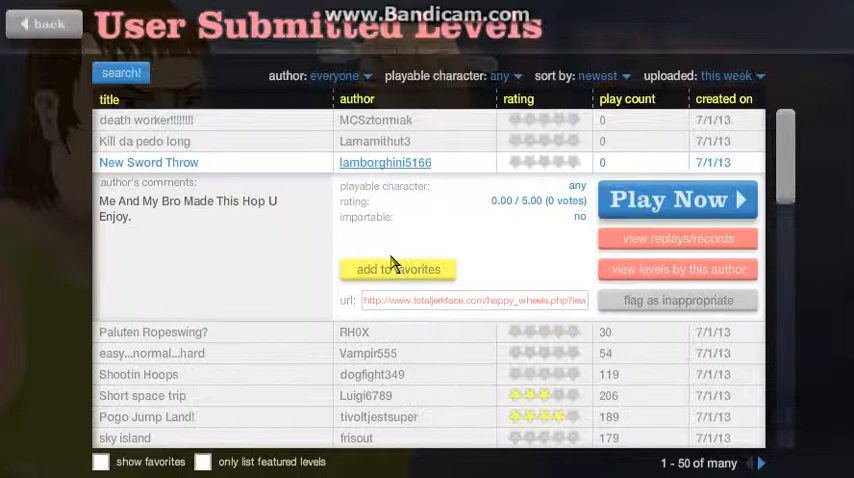 www.Bandicam.com
back
User Submitted Levels
search!
author: everyone
playable character: any
sort by: newest
uploaded: this week
title author rating play count created on
death worker!!!!!!!! MCSztormiak 0 7/1/13
Kill da pedo long Lamamithut3 0 7/1/13
New Sword Throw lamborghini5166 0 7/1/13
author's comments:
Me And My Bro Made This Hop U
Enjoy.
playable character: any
rating: 0.00 / 5.00 (0 votes)
importable: no
add to favorites
url: http://www.totaljerkface.com/happy_wheels.php?lev
Play Now
view replays/records
view levels by this author
flag as inappropriate
Paluten Ropeswing? RH0X 30 7/1/13
easy...normal...hard Vampir555 54 7/1/13
Shootin Hoops dogfight349 119 7/1/13
Short space trip Luigi6789 206 7/1/13
Pogo Jump Land! tivoltjestsuper 189 7/1/13
sky island frisout 179 7/1/13
show favorites
only list featured levels
1 - 50 of many